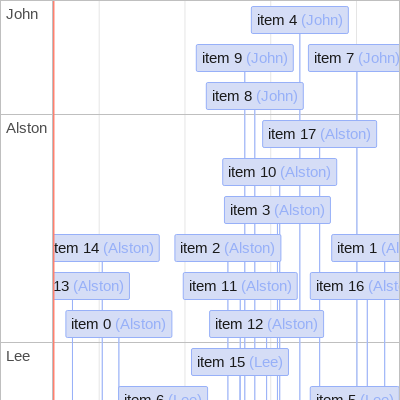 John
item 4 (John)
item 9 (John)
item 7 (John)
item 8 (John)
Alston
item 17 (Alston)
item 10 (Alston)
item 3 (Alston)
tem 14 (Alston)
item 2 (Alston)
item 1 (Al
13 (Alston)
item 11 (Alston)
item 16 (Alst
item 0 (Alston)
item 12 (Alston)
Lee
item 15 (Lee)
item 6 (Lee)
item 5 (Lee)